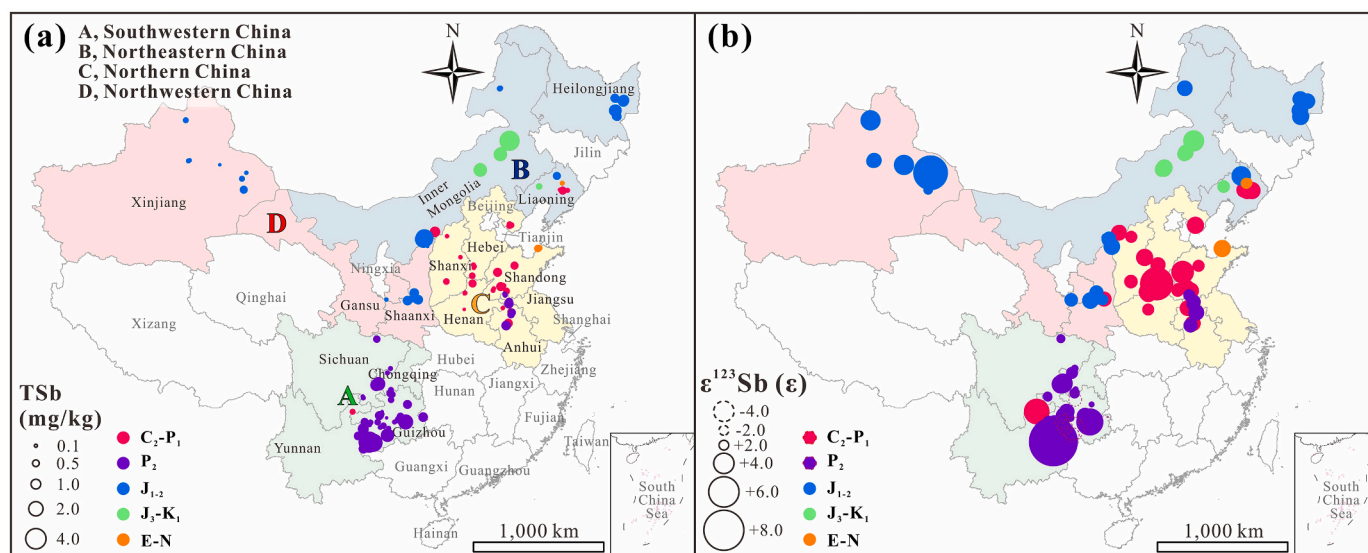 (a)
A, Southwestern China
B, Northeastern China
C, Northern China
D, Northwestern China
N
Heilongjiang
Jilin
B
Inner
Mongolia
Liaoning
Beijing
Xinjiang
D
Tianjin
Hebei
Ningxia
Shanxi
Shandong
Qinghai
Gansu
Shaanxi
C
Jiangsu
Henan
Xizang
Shanghai
Anhui
Sichuan
Hubei
Chongqing
Zhejiang
A
Hunan
Jiangxi
Guizhou
Fujian
Yunnan
Taiwan
Guangxi
Guangzhou
Hainan
South
China
Sea
TSb
(mg/kg)
0.1
0.5
1.0
2.0
4.0
C₂-P₁
P₂
J₁₋₂
J₃-K₁
E-N
1,000 km
(b)
N
ε¹²³Sb (ε)
-4.0
-2.0
+2.0
+4.0
+6.0
+8.0
C₂-P₁
P₂
J₁₋₂
J₃-K₁
E-N
South
China
Sea
1,000 km